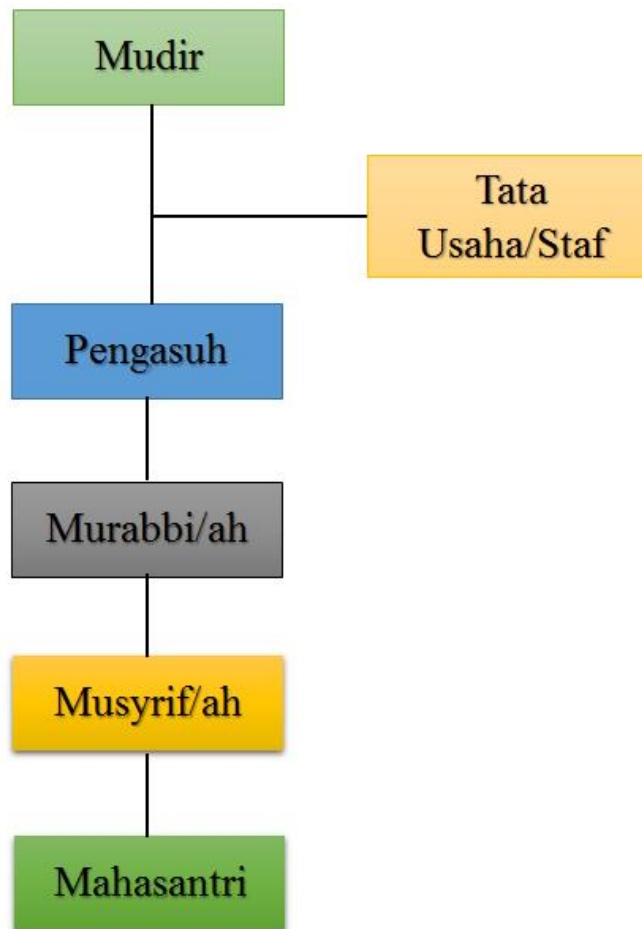 Mudir
Tata
Usaha/Staf
Pengasuh
Murabbi/ah
Musyrif/ah
Mahasantri